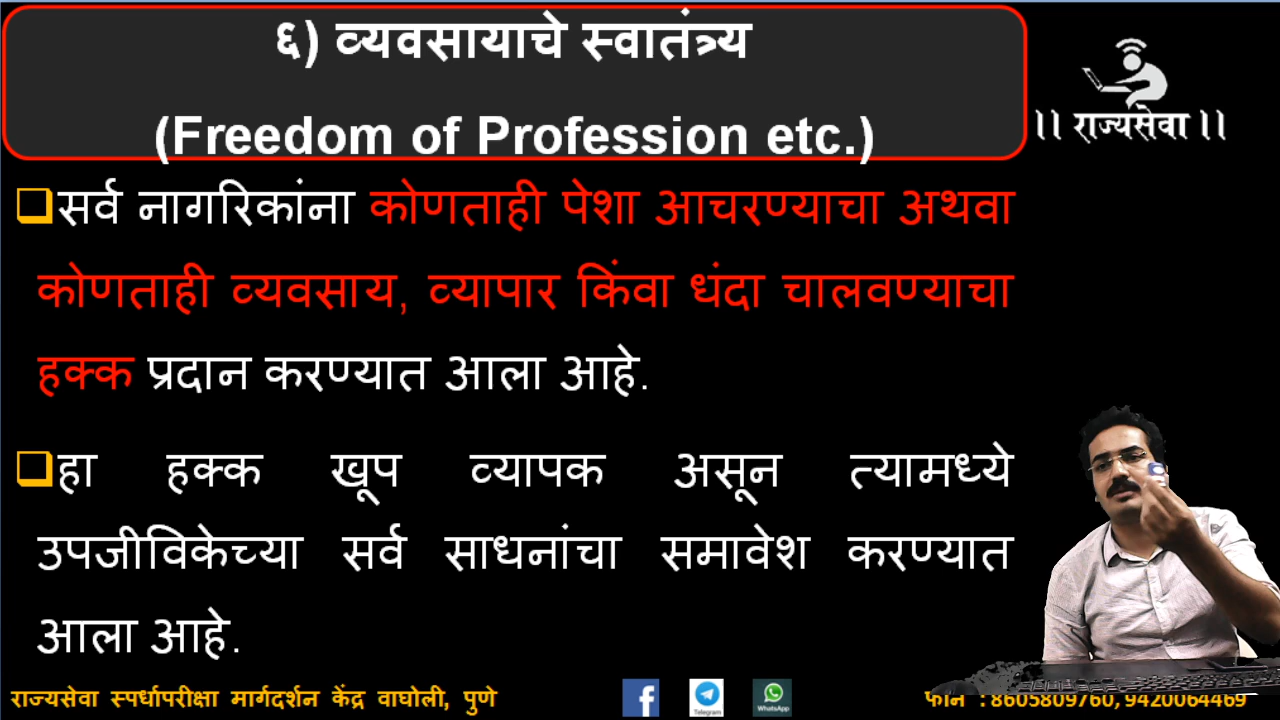 ६) व्यवसायाचे स्वातंत्र्य
(Freedom of Profession etc.)
।। राज्यसेवा ।।
सर्व नागरिकांना कोणताही पेशा आचरण्याचा अथवा
कोणताही व्यवसाय, व्यापार किंवा धंदा चालवण्याचा
हक्क प्रदान करण्यात आला आहे.
हा हक्क खूप व्यापक असून त्यामध्ये
उपजीविकेच्या सर्व साधनांचा समावेश करण्यात
आला आहे.
राज्यसेवा स्पर्धापरीक्षा मार्गदर्शन केंद्र वाघोली, पुणे
Telegram
WhatsApp
फोन : 8605809760, 9420064469